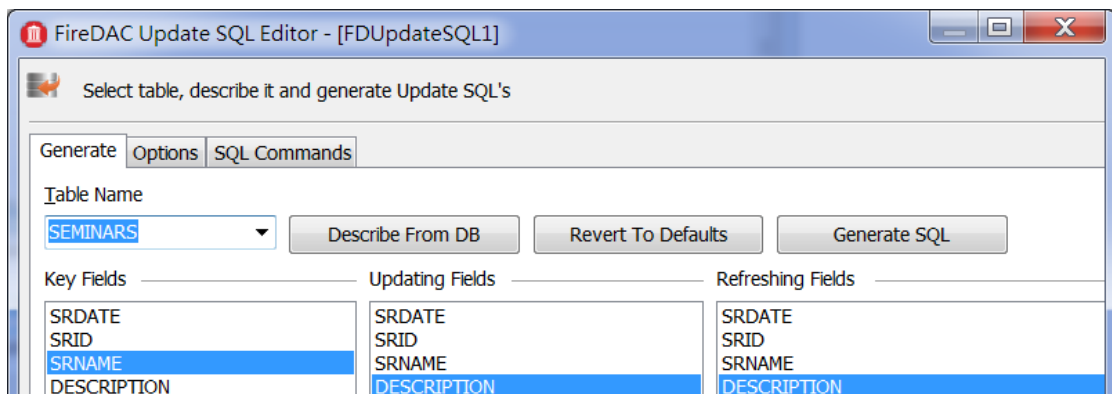 FireDAC Update SQL Editor - [FDUpdateSQL1]
Select table, describe it and generate Update SQL's
Generate Options SQL Commands
Table Name
SEMINARS Describe From DB Revert To Defaults Generate SQL
Key Fields Updating Fields Refreshing Fields
SRDATE SRDATE SRDATE
SRID SRID SRID
SRNAME SRNAME SRNAME
DESCRIPTION DESCRIPTION DESCRIPTION